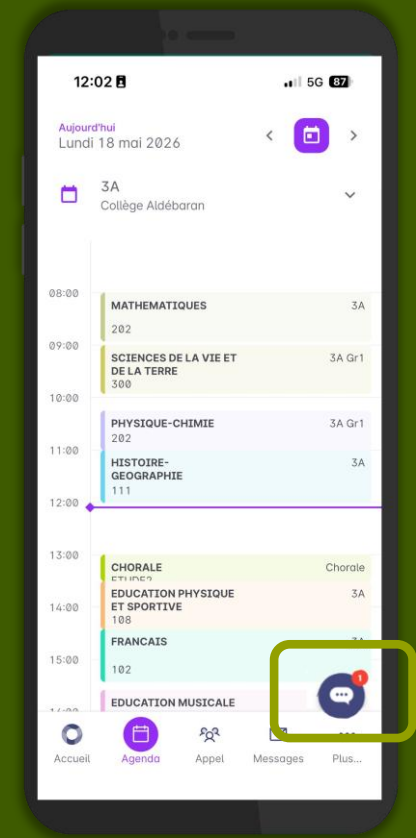 12:02
5G 87
Aujourd'hui
Lundi 18 mai 2026
3A
Collège Aldébaran
08:00
MATHEMATIQUES 3A
202
09:00
SCIENCES DE LA VIE ET 3A Gr1
DE LA TERRE
300
10:00
PHYSIQUE-CHIMIE 3A Gr1
202
11:00
HISTOIRE- 3A
GEOGRAPHIE
111
12:00
13:00
CHORALE Chorale
ETUDE2
EDUCATION PHYSIQUE 3A
ET SPORTIVE
14:00
108
FRANCAIS 3A
15:00
102
1
EDUCATION MUSICALE
Accueil Agenda Appel Messages Plus...